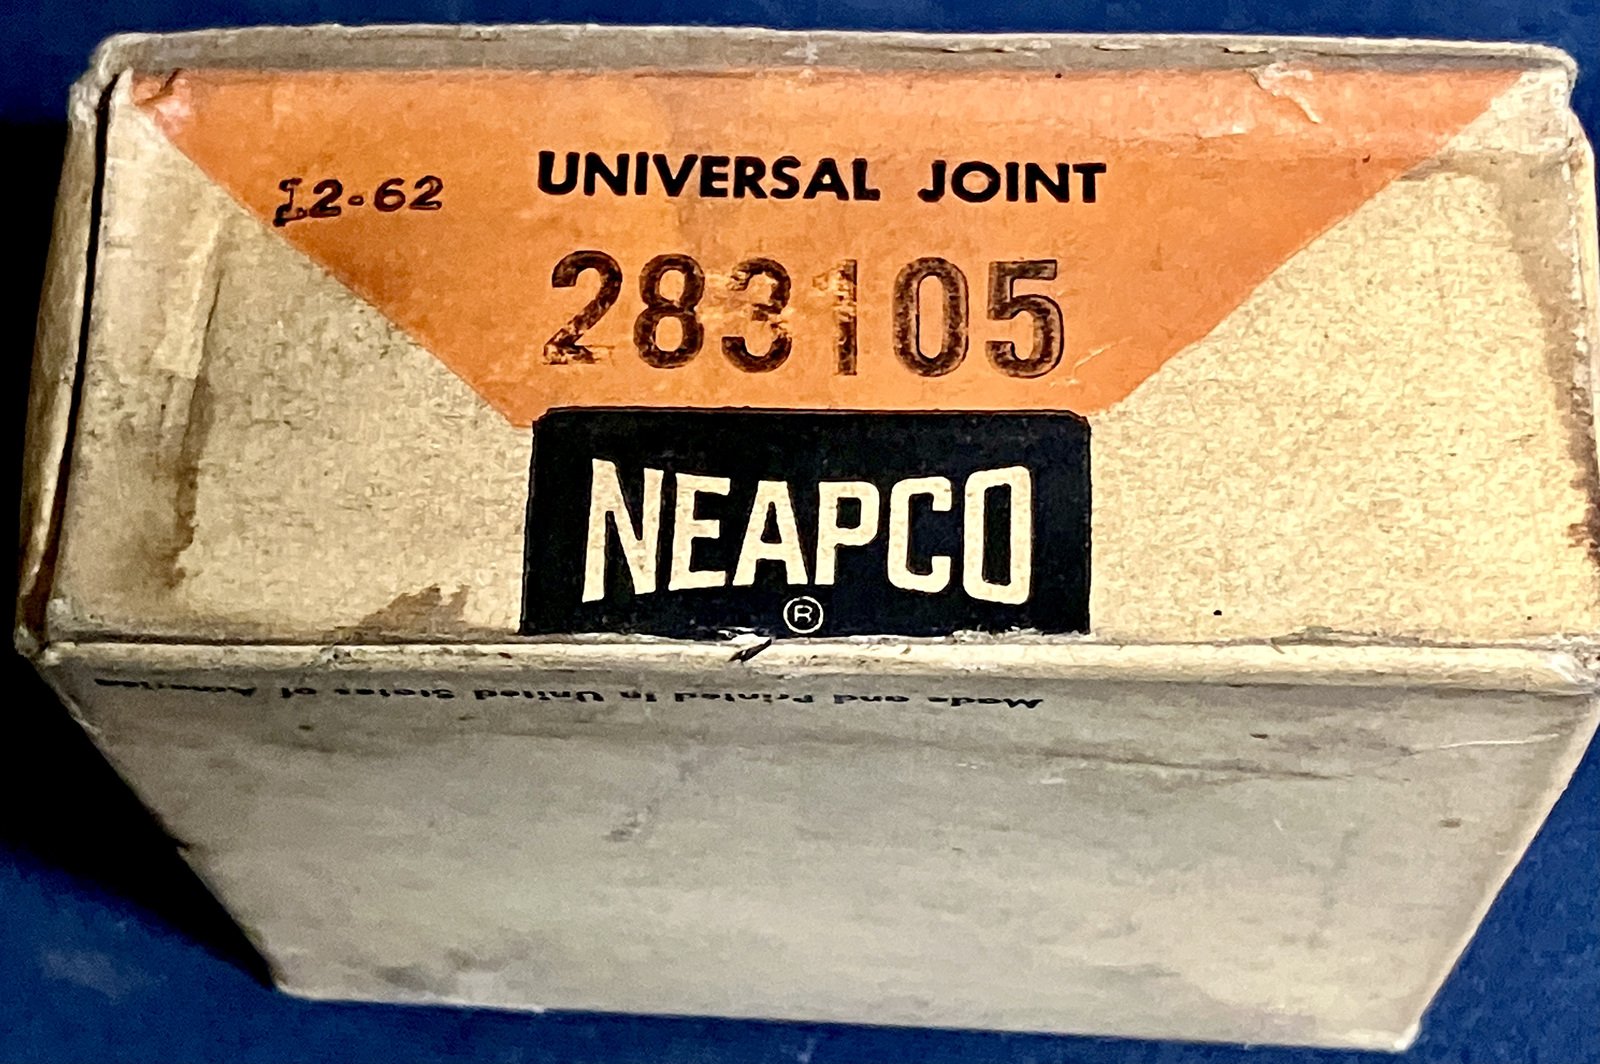 12-62
UNIVERSAL JOINT
283105
NEAPCO
®
Made and Printed in United States of America